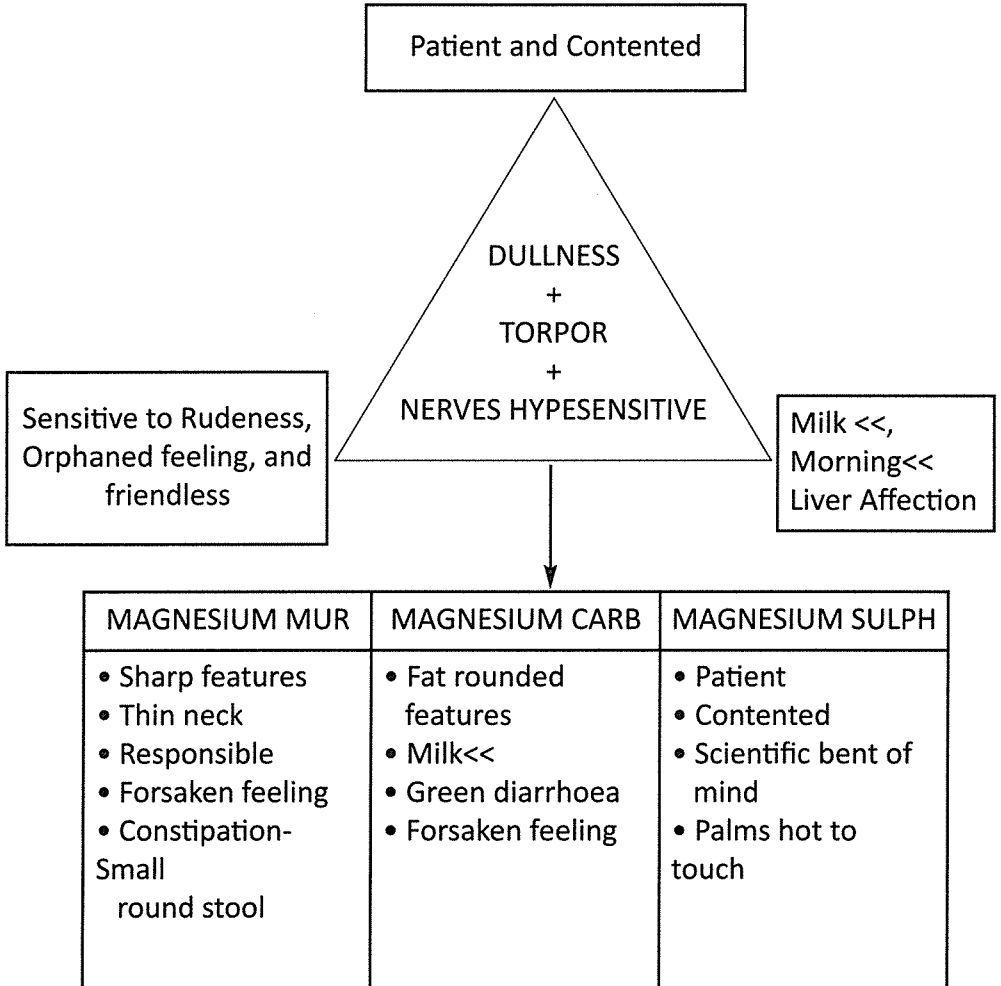 Patient and Contented
DULLNESS
+
TORPOR
+
NERVES HYPESENSITIVE
Sensitive to Rudeness,
Orphaned feeling, and
friendless
Milk <<,
Morning<<
Liver Affection
MAGNESIUM MUR
• Sharp features
• Thin neck
• Responsible
• Forsaken feeling
• Constipation-
Small
round stool
MAGNESIUM CARB
• Fat rounded
features
• Milk<<
• Green diarrhoea
• Forsaken feeling
MAGNESIUM SULPH
• Patient
• Contented
• Scientific bent of
mind
• Palms hot to
touch